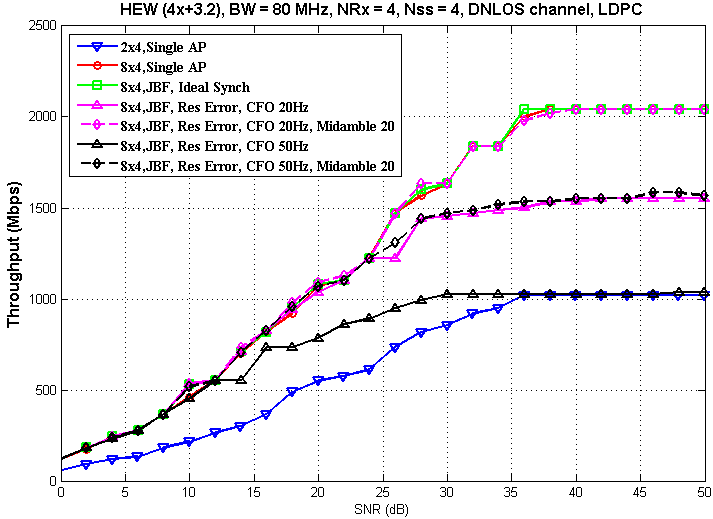 HEW (4x+3.2), BW = 80 MHz, NRx = 4, Nss = 4, DNLOS channel, LDPC
2x4,Single AP
8x4,Single AP
8x4,JBF, Ideal Synch
8x4,JBF, Res Error, CFO 20Hz
8x4,JBF, Res Error, CFO 20Hz, Midamble 20
8x4,JBF, Res Error, CFO 50Hz
8x4,JBF, Res Error, CFO 50Hz, Midamble 20
Throughput (Mbps)
2500
2000
1500
1000
500
0
0 5 10 15 20 25 30 35 40 45 50
SNR (dB)